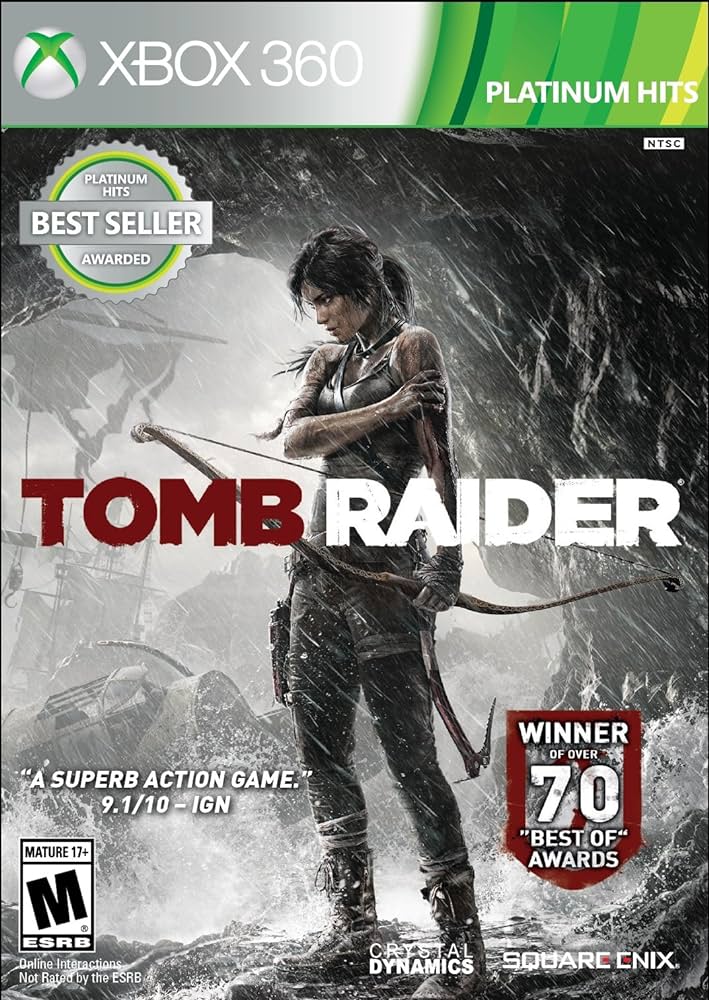 XBOX 360
PLATINUM HITS
NTSC
PLATINUM
HITS
BEST SELLER
AWARDED
TOMB RAIDER®
"A SUPERB ACTION GAME."
9.1/10 – IGN
WINNER
OF OVER
70
"BEST OF"
AWARDS
MATURE 17+
M
®
ESRB
Online Interactions
Not Rated by the ESRB
CRYSTAL
DYNAMICS
SQUARE ENIX®